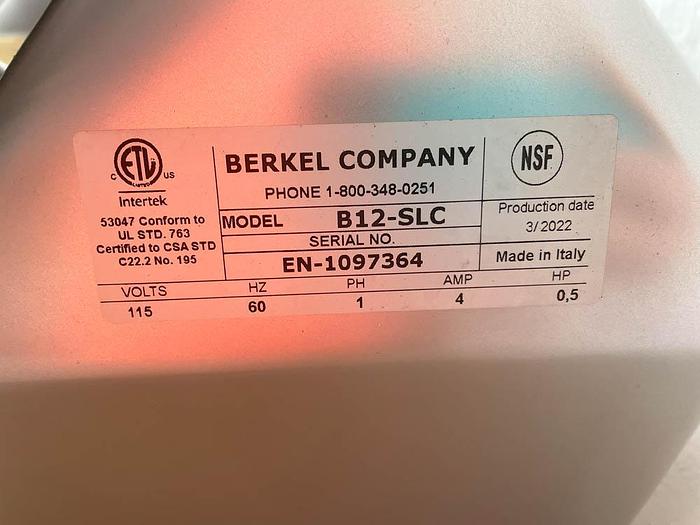 ETL
LISTED
C US
Intertek
53047 Conform to
UL STD. 763
Certified to CSA STD
C22.2 No. 195
BERKEL COMPANY
PHONE 1-800-348-0251
MODEL B12-SLC
SERIAL NO.
EN-1097364
NSF
Production date
3/2022
Made in Italy
VOLTS HZ PH AMP HP
115 60 1 4 0,5